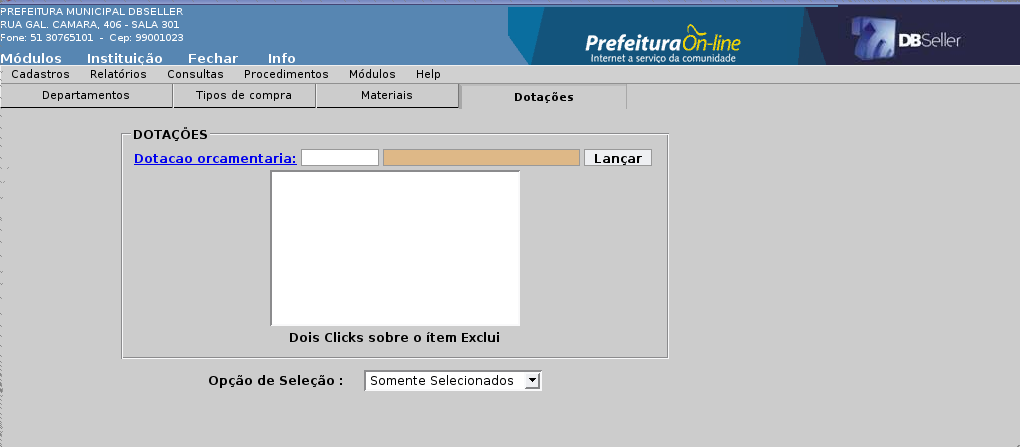 PREFEITURA MUNICIPAL DBSELLER
RUA GAL. CAMARA, 406 - SALA 301
Fone: 51 30765101 - Cep: 99001023
Módulos Instituição Fechar Info
Prefeitura On-line
Internet a serviço da comunidade
DBSeller
Cadastros Relatórios Consultas Procedimentos Módulos Help
Departamentos Tipos de compra Materiais Dotações
DOTAÇÕES
Dotacao orcamentaria: Lançar
Dois Clicks sobre o ítem Exclui
Opção de Seleção : Somente Selecionados